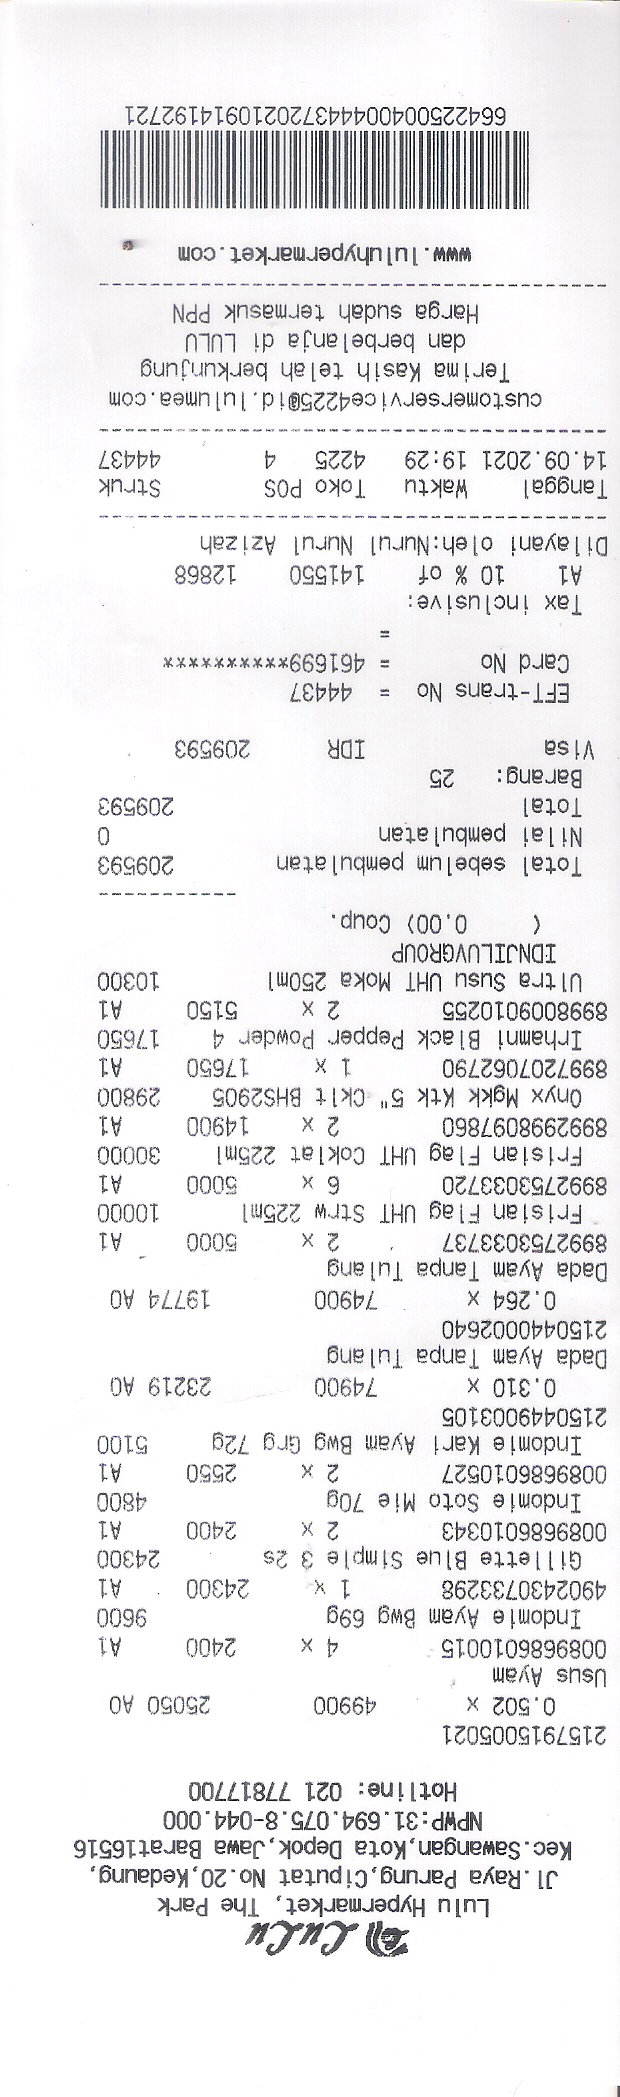 LuLu
Lulu Hypermarket, The Park
Jl.Raya Parung,Ciputat No.20,Kedaung,
Kec.Sawangan,Kota Depok,Jawa Barat16516
NPWP:31.694.075.8-044.000
Hotline: 021 77817700
2157915005021
0.502 x 49900 25050 A0
Usus Ayam
0089686010015 4 x 2400 A1
Indomie Ayam Bwg 69g 9600
4902430733298 1 x 24300 A1
Gillette Blue Simple 3 2s 24300
0089686010343 2 x 2400 A1
Indomie Soto Mie 70g 4800
0089686010527 2 x 2550 A1
Indomie Kari Ayam Bwg Grg 72g 5100
2150449003105
0.310 x 74900 23219 A0
Dada Ayam Tanpa Tulang
2150440002640
0.264 x 74900 19774 A0
Dada Ayam Tanpa Tulang
8992753033737 2 x 5000 A1
Frisian Flag UHT Strw 225ml 10000
8992753033720 6 x 5000 A1
Frisian Flag UHT Coklat 225ml 30000
8992998097860 2 x 14900 A1
Onyx Mgkk Ktk 5" Cklt BHS2905 29800
8997207062790 1 x 17650 A1
Irhamni Black Pepper Powder 4 17650
8998009010255 2 x 5150 A1
Ultra Susu UHT Moka 250ml 10300
IDNJILUVGROUP
( 0.00) Coup.
Total sebelum pembulatan 209593
Nilai pembulatan 0
Total 209593
Barang: 25
Visa IDR 209593
EFT-trans No = 44437
Card No = 461699**********
=
Tax inclusive:
A1 10 % of 141550 12868
Dilayani oleh:Nurul Nurul Azizah
Tanggal Waktu Toko POS Struk
14.09.2021 19:29 4225 4 44437
customerservice4225@id.lulumea.com
Terima Kasih telah berkunjung
dan berbelanja di LULU
Harga sudah termasuk PPN
www.luluhypermarket.com
664225004000444372021091419272​1